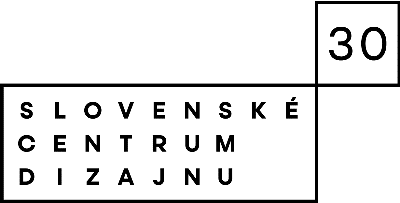 30
SLOVENSKÉ
CENTRUM
DIZAJNU